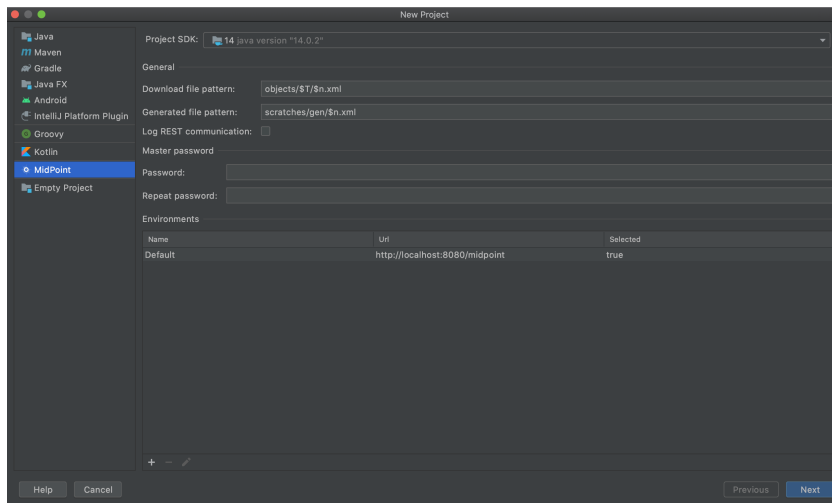 New Project
Java
Maven
Gradle
Java FX
Android
IntelliJ Platform Plugin
Groovy
Kotlin
MidPoint
Empty Project
Project SDK: 14 java version "14.0.2"
General
Download file pattern: objects/$T/$n.xml
Generated file pattern: scratches/gen/$n.xml
Log REST communication:
Master password
Password:
Repeat password:
Environments
Name Url Selected
Default http://localhost:8080/midpoint true
Help Cancel Previous Next